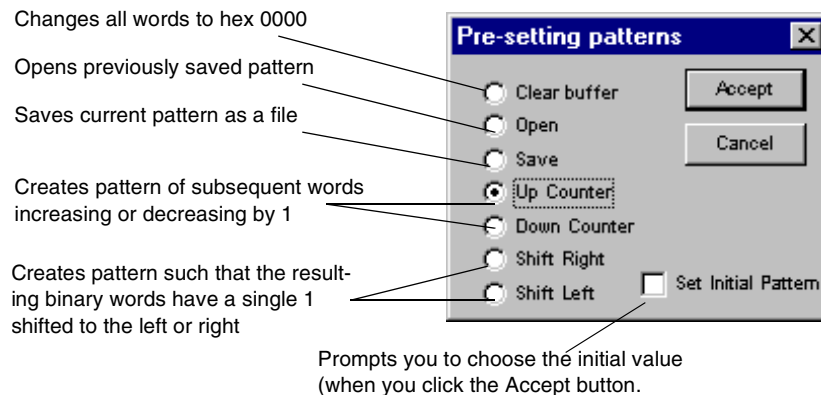 Changes all words to hex 0000
Opens previously saved pattern
Saves current pattern as a file
Creates pattern of subsequent words
increasing or decreasing by 1
Creates pattern such that the result-
ing binary words have a single 1
shifted to the left or right
Pre-setting patterns
Clear buffer
Accept
Open
Save
Cancel
Up Counter
Down Counter
Shift Right
Shift Left
Set Initial Pattern
Prompts you to choose the initial value
(when you click the Accept button.